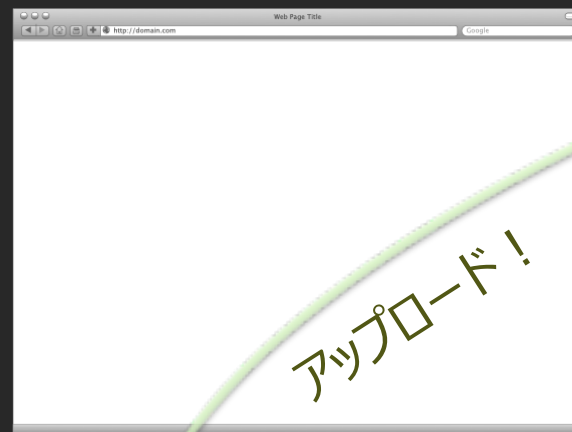 Web Page Title
http://domain.com
Google
アップロード！